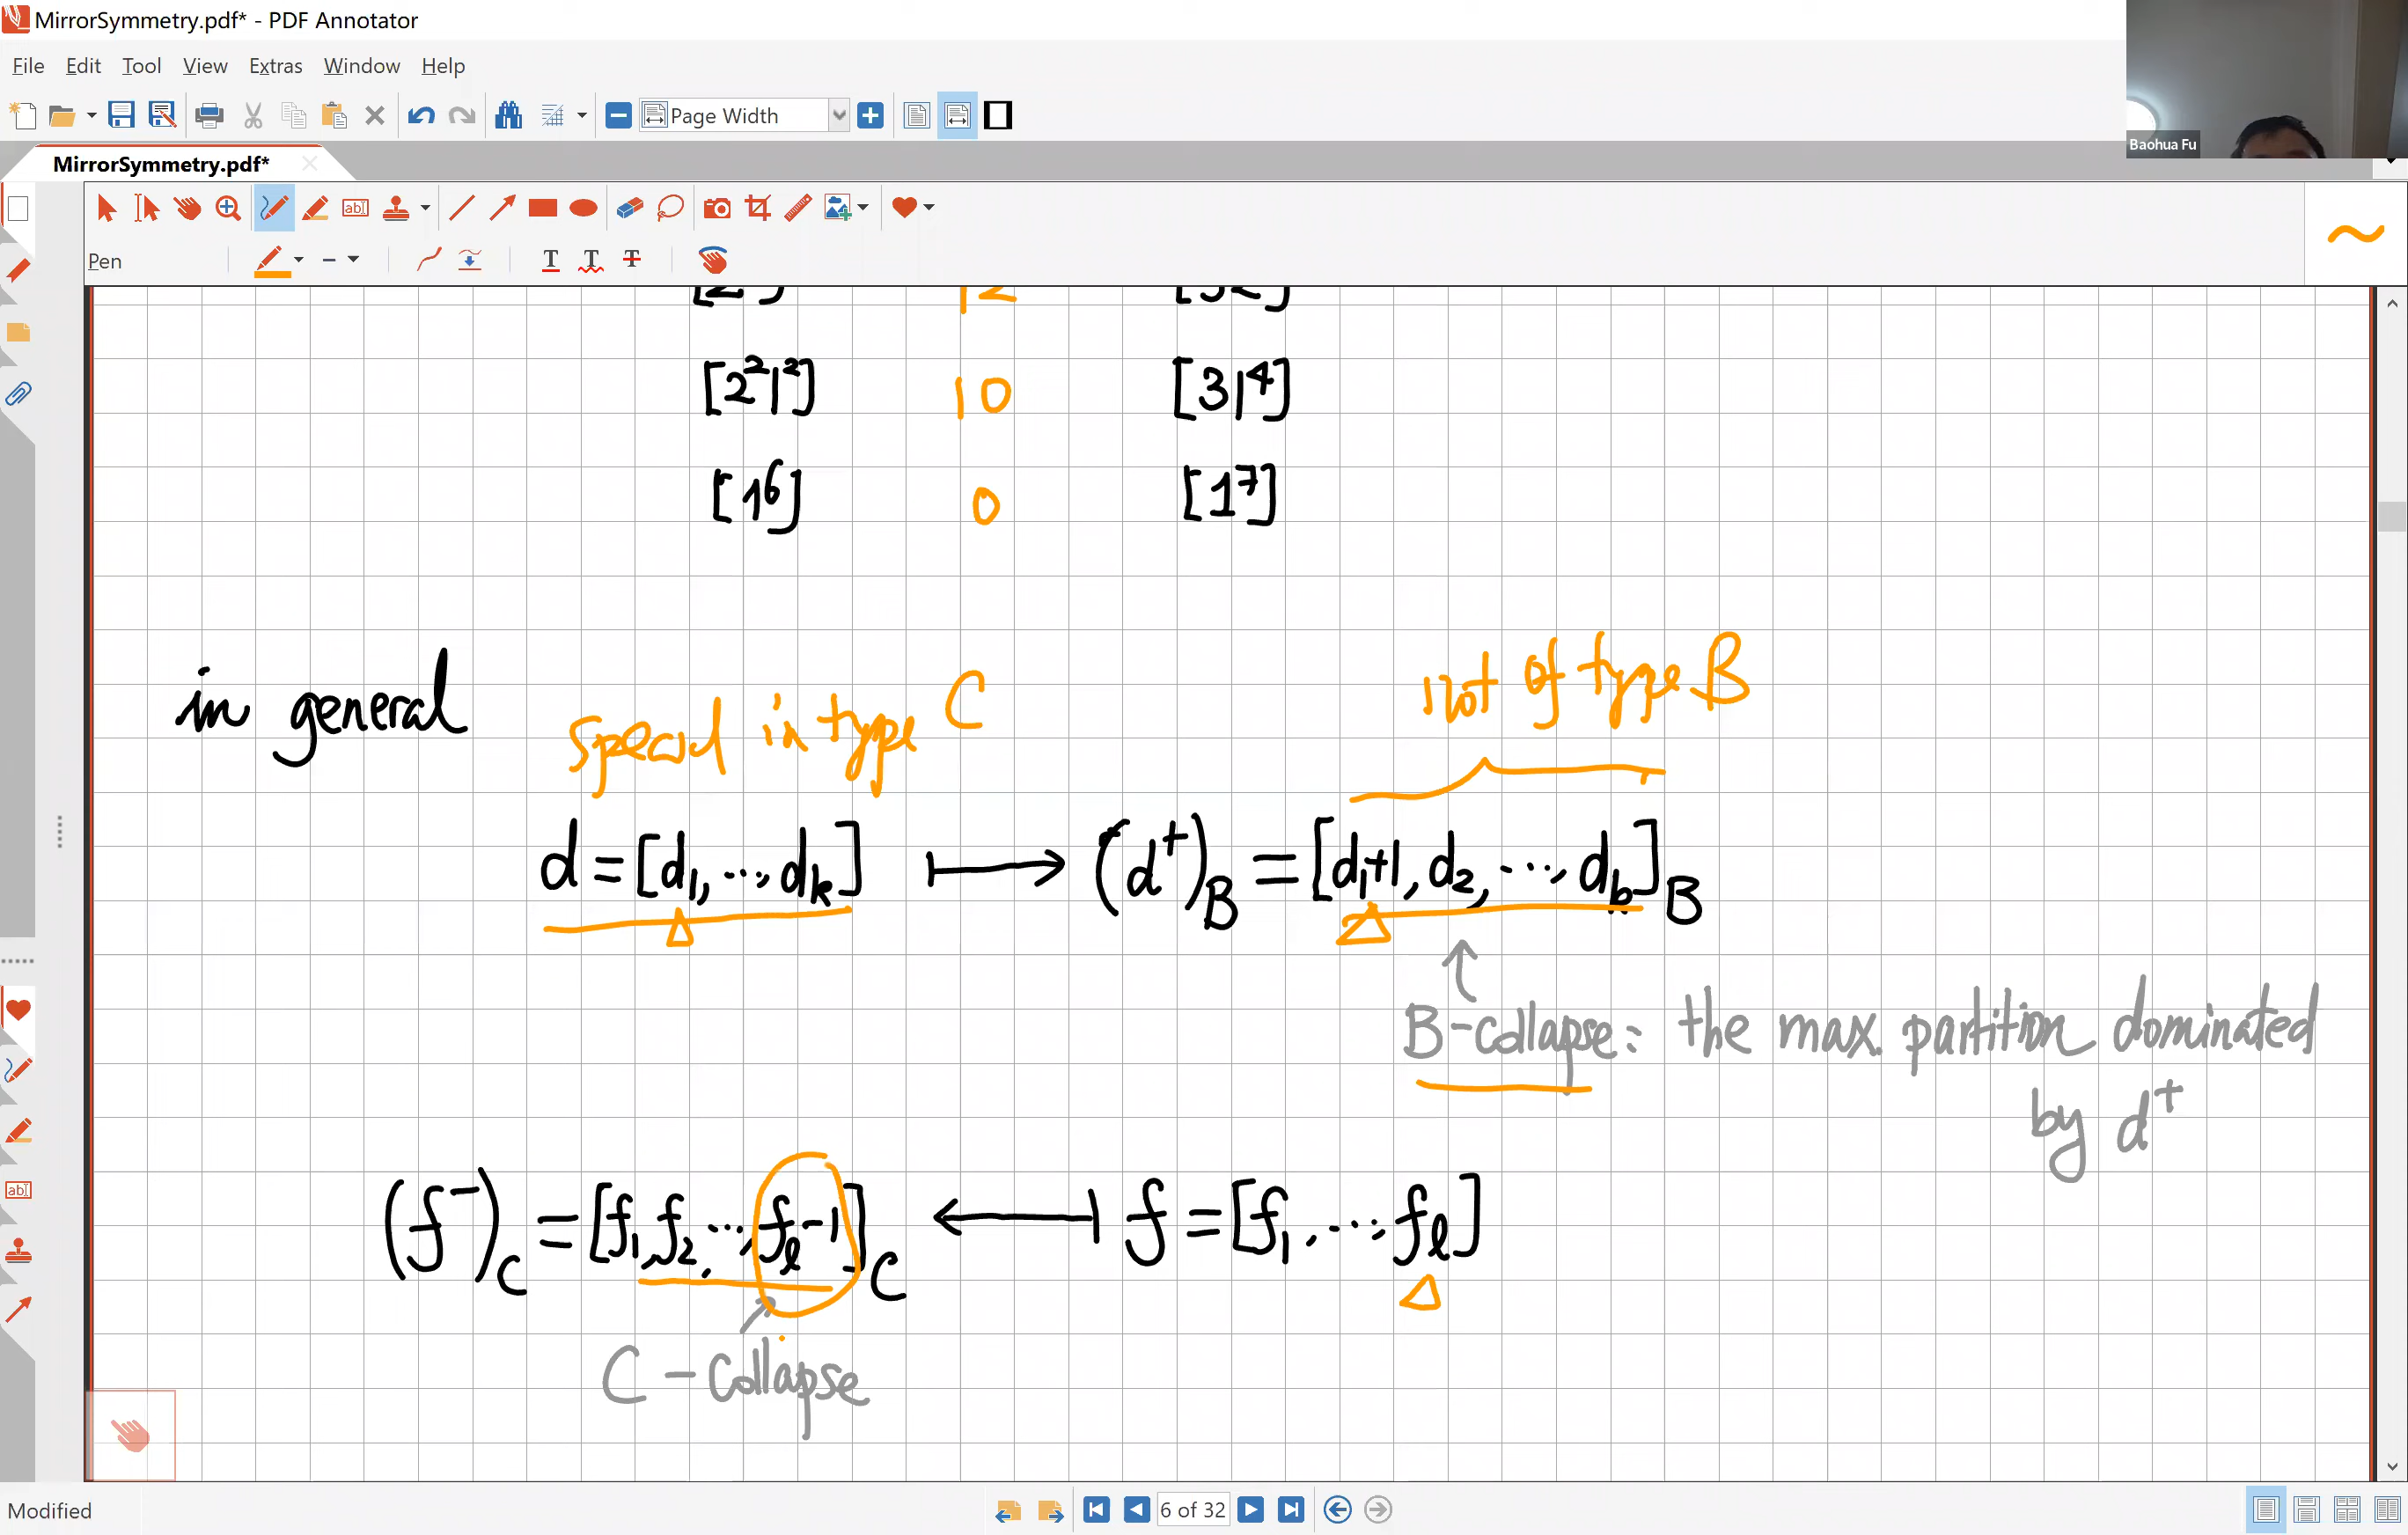 MirrorSymmetry.pdf* - PDF Annotator
File Edit Tool View Extras Window Help
Page Width
Baohua Fu
MirrorSymmetry.pdf*
Pen
12
[2²1²] 10 [31⁴]
[1⁶] 0 [1⁷]
not of type B
in general special in type C
d = [d₁, ..., dₖ] ⟼ (d⁺)_B = [d₁+1, d₂, ..., dₖ]_B
B-collapse: the max. partition dominated
by d⁺
(f⁻)_C = [f₁, f₂, ..., f_ℓ-1]_C ⟻ f = [f₁, ..., f_ℓ]
C-collapse
Modified
6 of 32